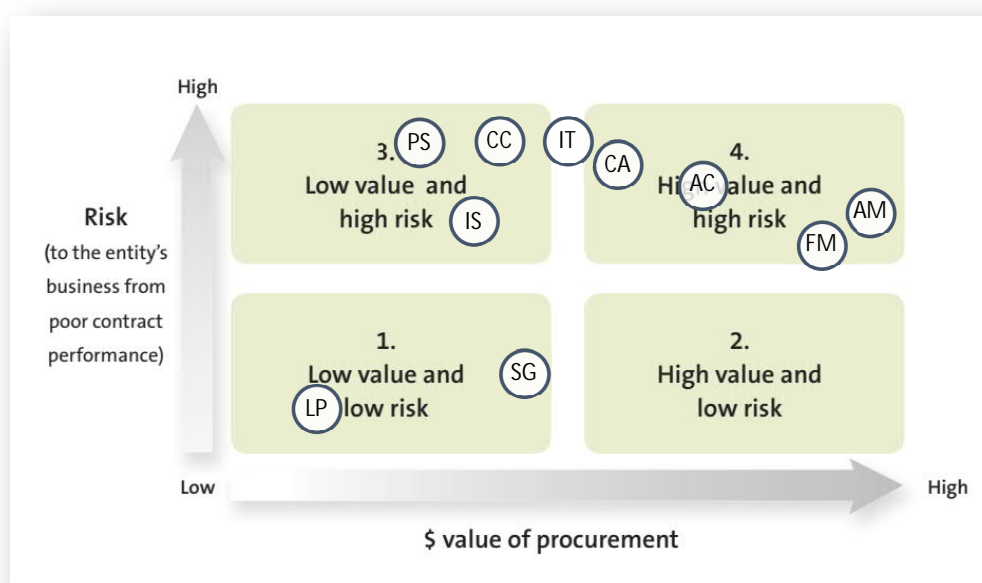 High
Risk
(to the entity's
business from
poor contract
performance)
Low
3.
Low value and
high risk
PS
CC
IS
IT
4.
High value and
high risk
CA
AC
AM
FM
1.
Low value and
low risk
LP
SG
2.
High value and
low risk
High
$ value of procurement